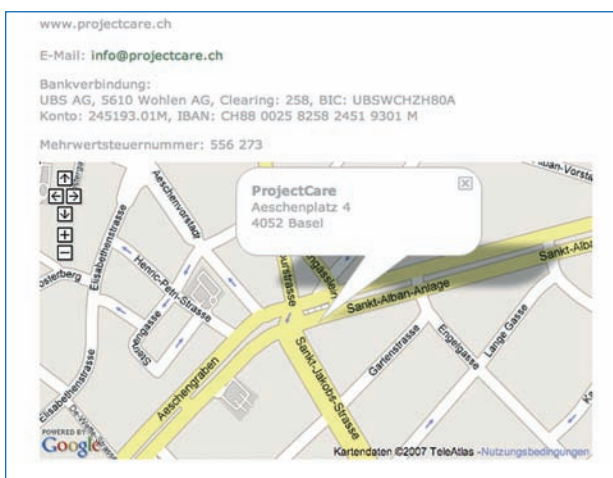 www.projectcare.ch
E-Mail: info@projectcare.ch
Bankverbindung:
UBS AG, 5610 Wohlen AG, Clearing: 258, BIC: UBSWCHZH80A
Konto: 245193.01M, IBAN: CH88 0025 8258 2451 9301 M
Mehrwertsteuernummer: 556 273
ProjectCare
Aeschenplatz 4
4052 Basel
Aeschenvorstadt
Elisabethenstrasse
Henric-Petri-Strasse
Sternengasse
Sankt-Alban-Anlage
Aeschengraben
Sankt-Jakobs-Strasse
Gartenstrasse
Engelgasse
Lange Gasse
Elisabethenstrasse
POWERED BY
Google
Kartendaten ©2007 TeleAtlas - Nutzungsbedingungen